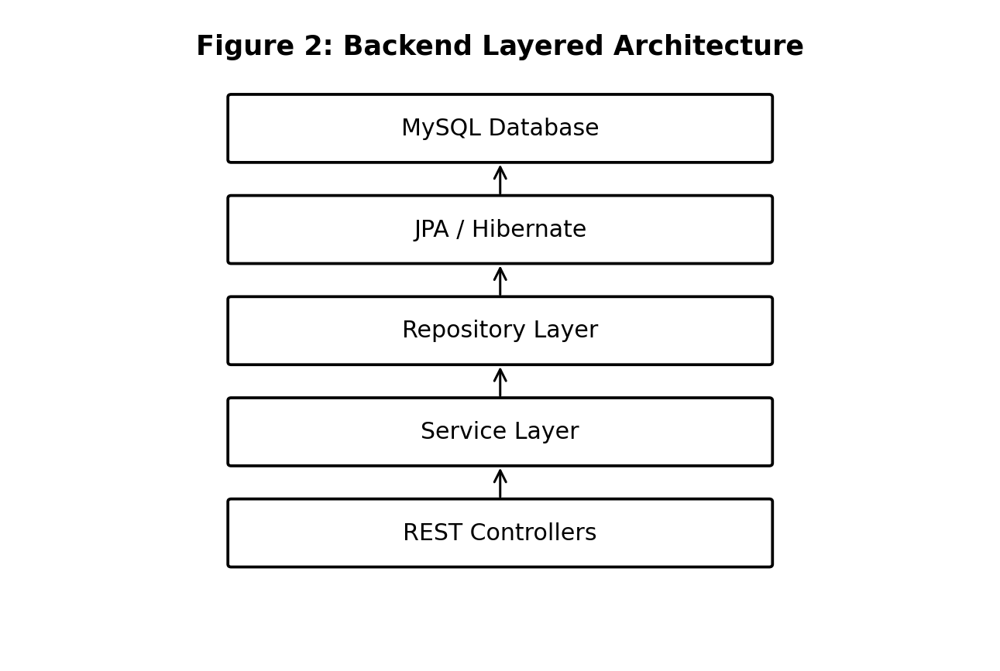 Figure 2: Backend Layered Architecture
MySQL Database
JPA / Hibernate
Repository Layer
Service Layer
REST Controllers